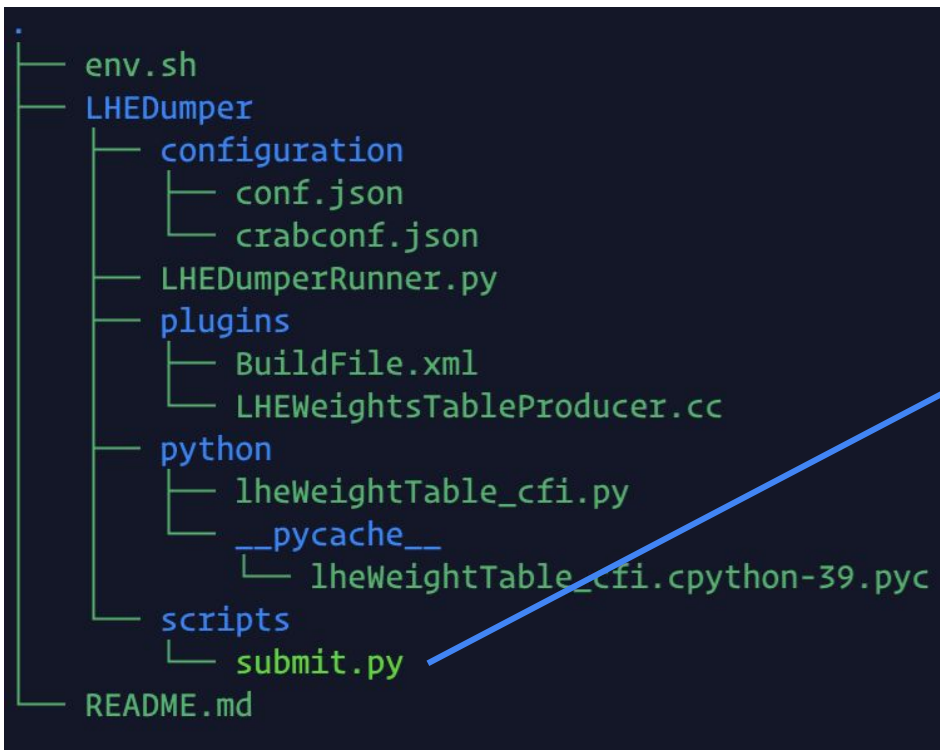 .
├── env.sh
├── LHEDumper
│   ├── configuration
│   │   ├── conf.json
│   │   └── crabconf.json
│   ├── LHEDumperRunner.py
│   ├── plugins
│   │   ├── BuildFile.xml
│   │   └── LHEWeightsTableProducer.cc
│   ├── python
│   │   ├── lheWeightTable_cfi.py
│   │   └── __pycache__
│   │       └── lheWeightTable_cfi.cpython-39.pyc
│   └── scripts
│       └── submit.py
└── README.md